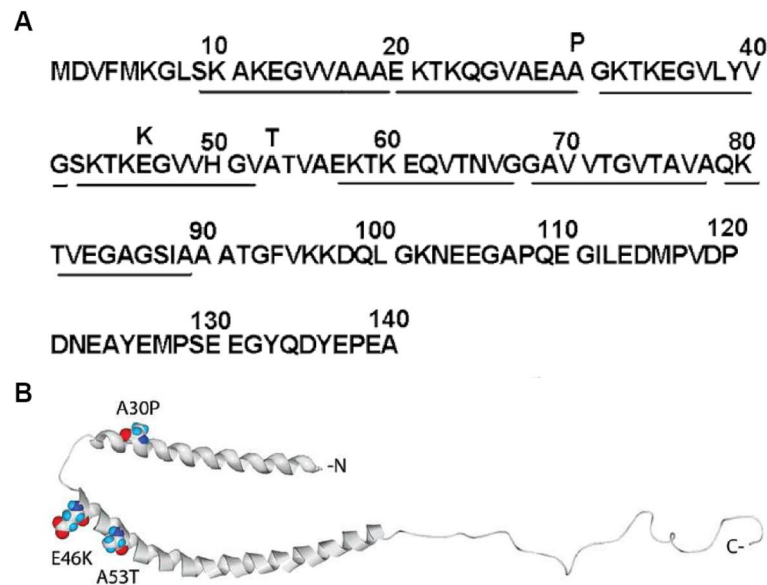 A
10 20 P 40
MDVFMKGLSK AKEGVVAAAE KTKQGVAEAA GKTKEGVLYV
K 50 T 60 70 80
GSKTKEGVVH GVATVAEKTK EQVTNVGGAV VTGVTAVAQK
90 100 110 120
TVEGAGSIAA ATGFVKKDQL GKNEEGAPQE GILEDMPVDP
130 140
DNEAYEMPSE EGYQDYEPEA
B
A30P
-N
E46K
A53T
C-